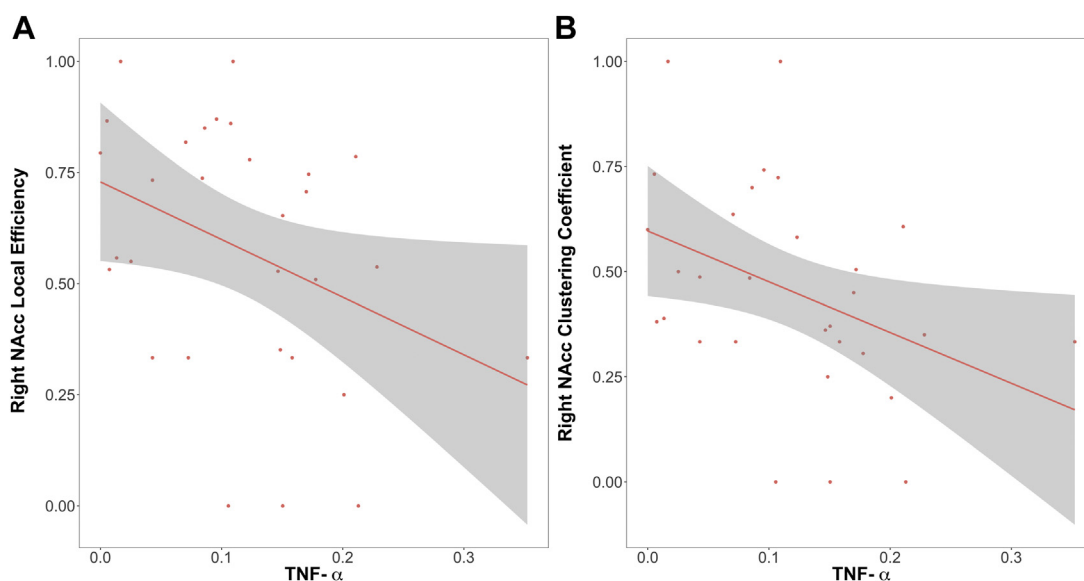 A
Right NAcc Local Efficiency
1.00
0.75
0.50
0.25
0.00
0.0 0.1 0.2 0.3
TNF- α
B
Right NAcc Clustering Coefficient
1.00
0.75
0.50
0.25
0.00
0.0 0.1 0.2 0.3
TNF- α